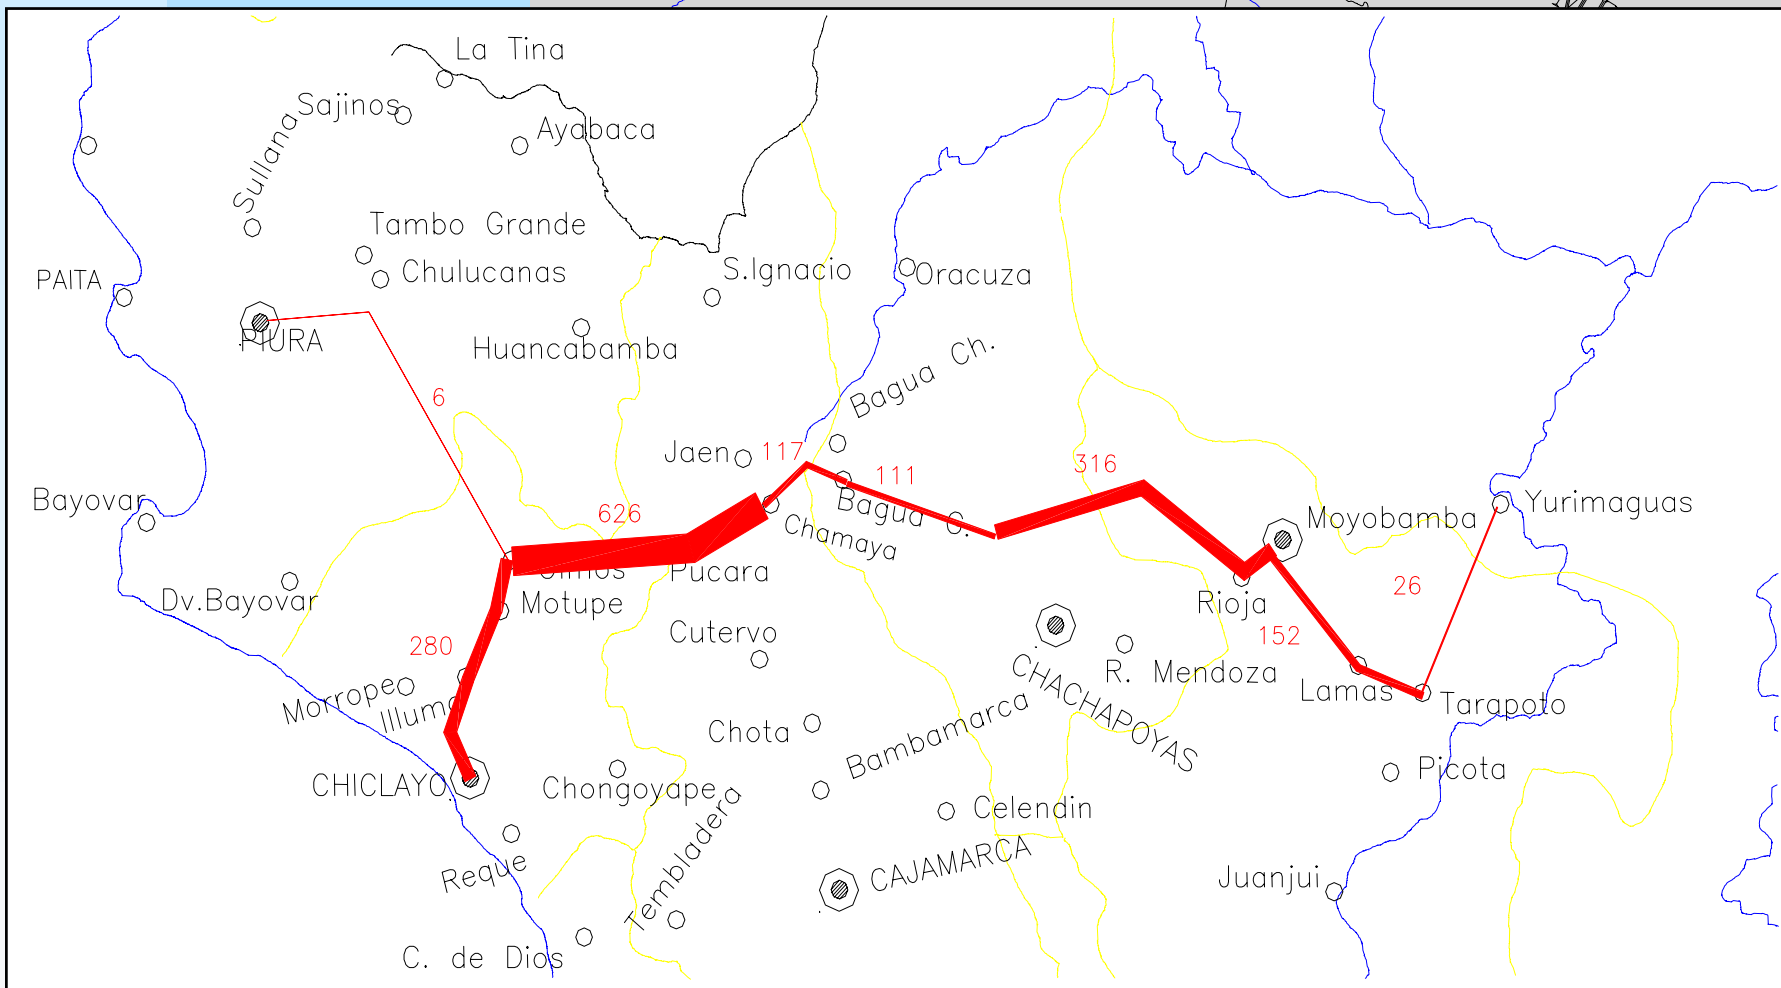 La Tina
Sajinos
Ayabaca
Sullana
Tambo Grande
Chulucanas
S.Ignacio
Oracuza
PAITA
PIURA
Huancabamba
Bagua Ch.
6
Jaen
117
111
316
Bayovar
626
Bagua G.
Chamaya
Moyobamba
Yurimaguas
Olmos
Pucara
Dv.Bayovar
Motupe
Rioja
26
280
Cutervo
152
CHACHAPOYAS
R. Mendoza
Lamas
Tarapoto
Morrope
Chota
Bambamarca
CHICLAYO
Chongoyape
Picota
Celendin
Reque
Tembladera
CAJAMARCA
Juanjui
C. de Dios